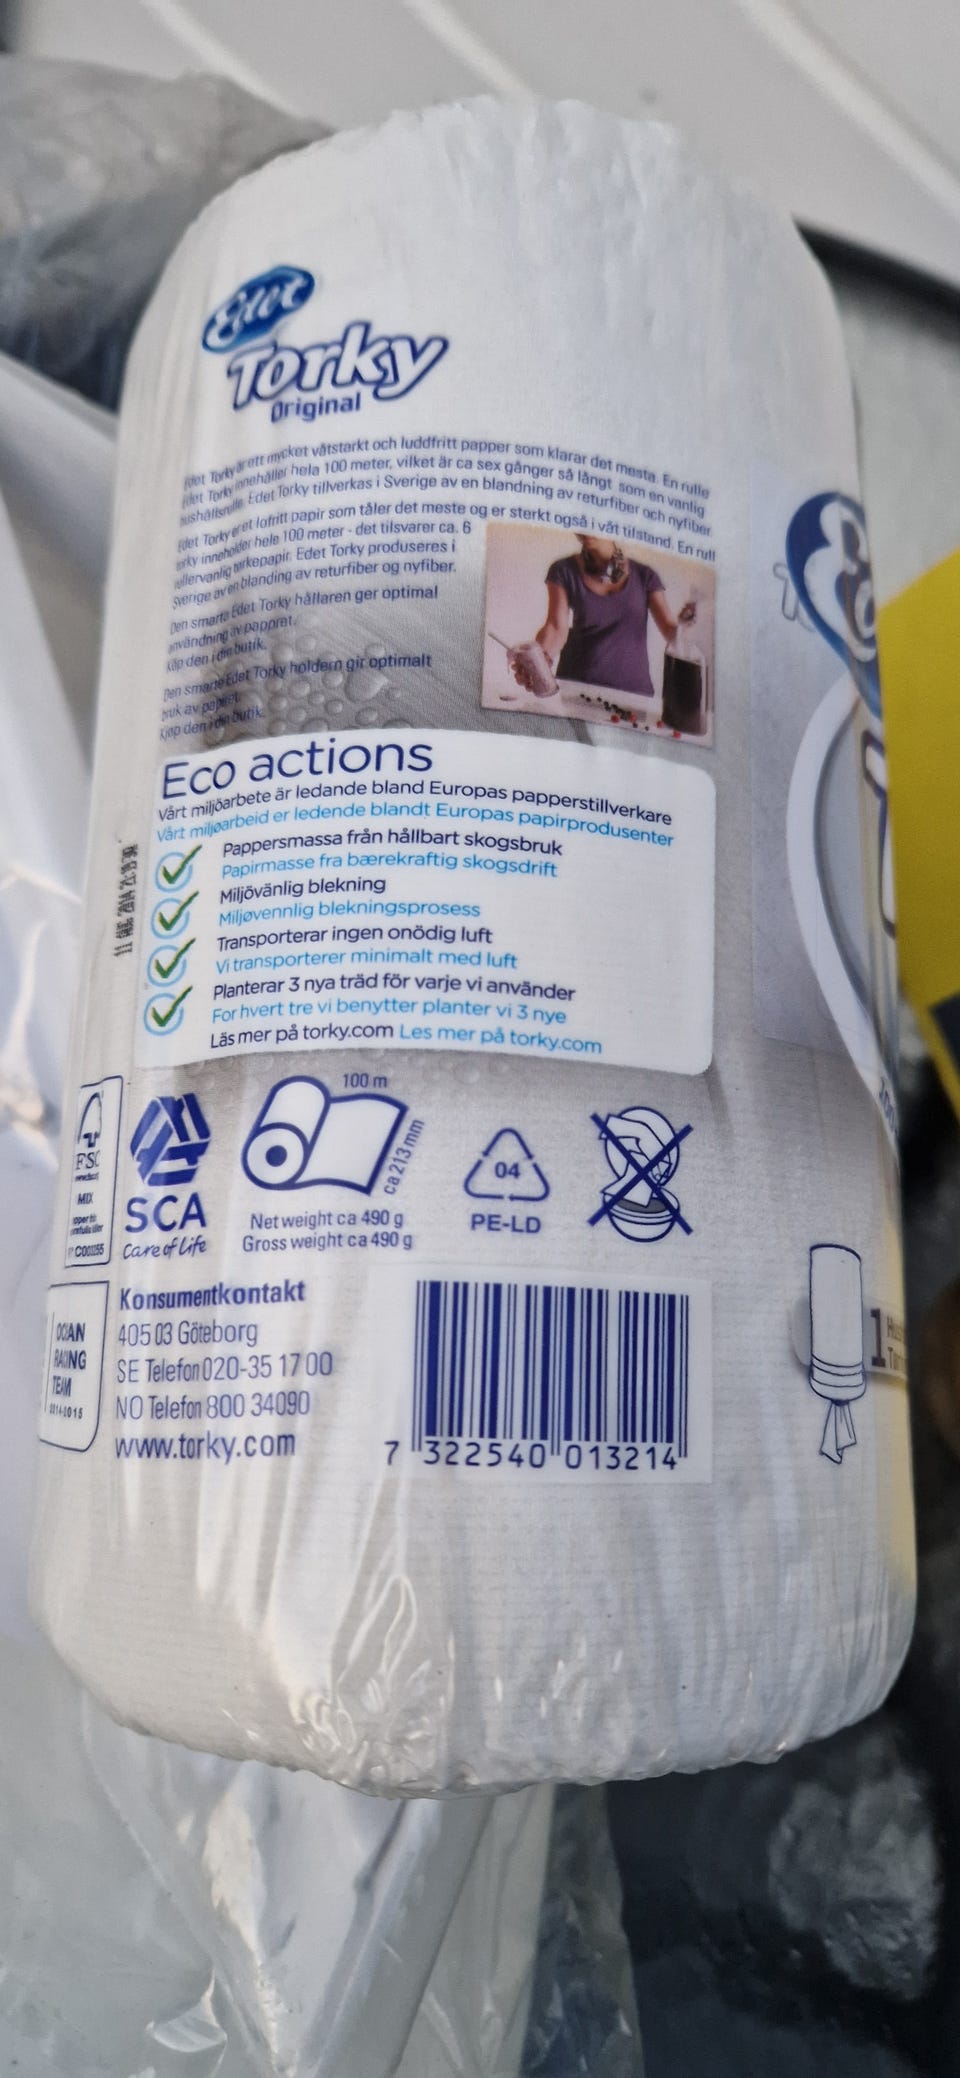 Edet
Torky
Original
Edet Torky är ett mycket våtstarkt och luddfritt papper som klarar det mesta. En rulle
Edet Torky innehåller hela 100 meter, vilket är ca sex gånger så långt som en vanlig
hushållsrulle. Edet Torky tillverkas i Sverige av en blandning av returfiber och nyfiber.
Edet Torky er et lofritt papir som tåler det meste og er sterkt også i våt tilstand. En rull
Torky inneholder hele 100 meter - det tilsvarer ca. 6
rullervanlig tørkepapir. Edet Torky produseres i
Sverige av en blanding av returfiber og nyfiber.
Den smarta Edet Torky hållaren ger optimal
användning av pappret.
Köp den i din butik.
Den smarte Edet Torky holderen gir optimalt
bruk av papiret.
Kjøp den i din butik.
Eco actions
Vårt miljöarbete är ledande bland Europas papperstillverkare
Vårt miljøarbeid er ledende blandt Europas papirprodusenter
Pappersmassa från hållbart skogsbruk
Papirmasse fra bærekraftig skogsdrift
Miljövänlig blekning
Miljøvennlig blekningsprosess
Transporterar ingen onödig luft
Vi transporterer minimalt med luft
Planterar 3 nya träd för varje vi använder
For hvert tre vi benytter planter vi 3 nye
Läs mer på torky.com Les mer på torky.com
FSC
MIX
SCA
Care of Life
100 m
ca 213 mm
Net weight ca 490 g
Gross weight ca 490 g
04
PE-LD
OCEAN
RACING
TEAM
2014-2015
Konsumentkontakt
405 03 Göteborg
SE Telefon 020-35 17 00
NO Telefon 800 34090
www.torky.com
7 322540 013214
1